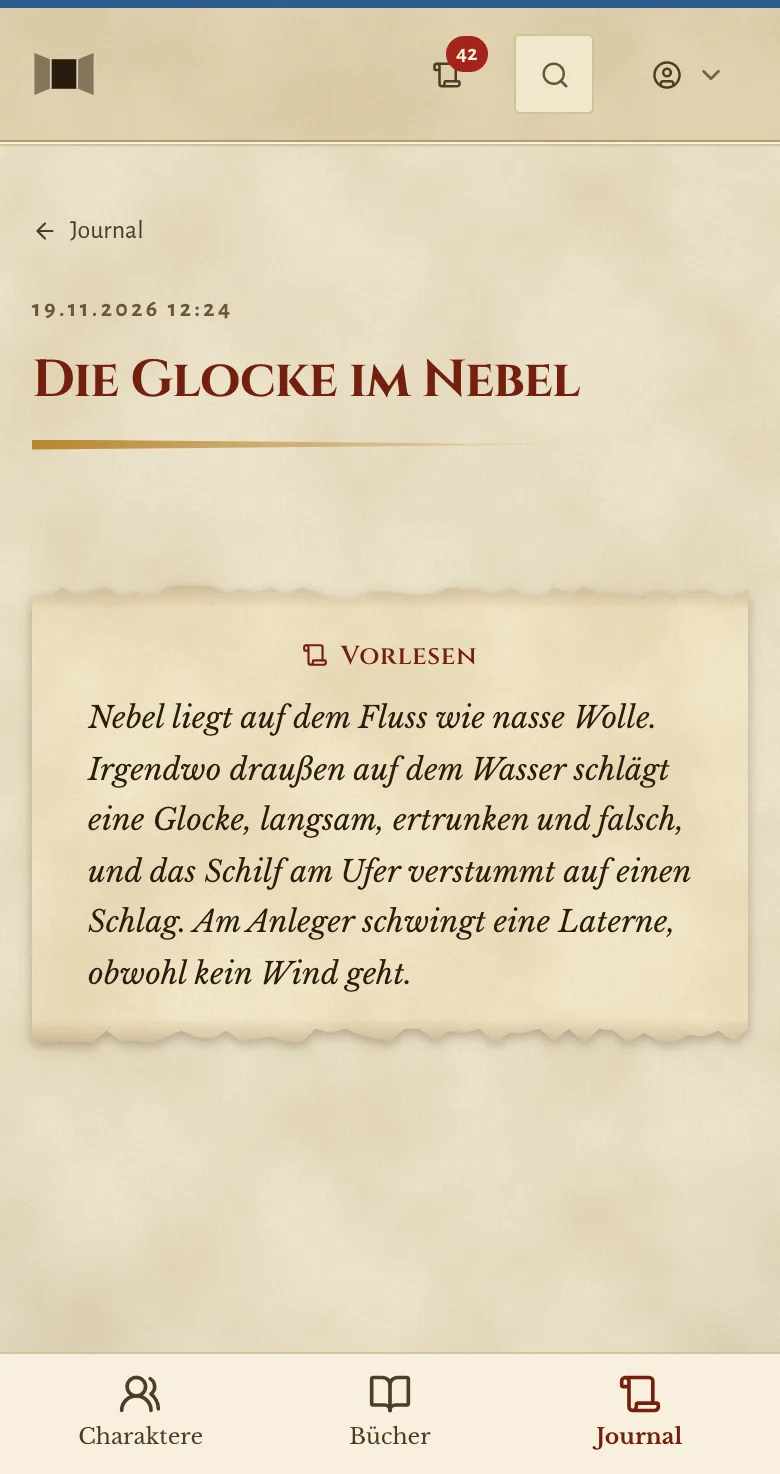 42
Journal
19.11.2026 12:24
Die Glocke im Nebel
Vorlesen
Nebel liegt auf dem Fluss wie nasse Wolle.
Irgendwo draußen auf dem Wasser schlägt
eine Glocke, langsam, ertrunken und falsch,
und das Schilf am Ufer verstummt auf einen
Schlag. Am Anleger schwingt eine Laterne,
obwohl kein Wind geht.
Charaktere
Bücher
Journal